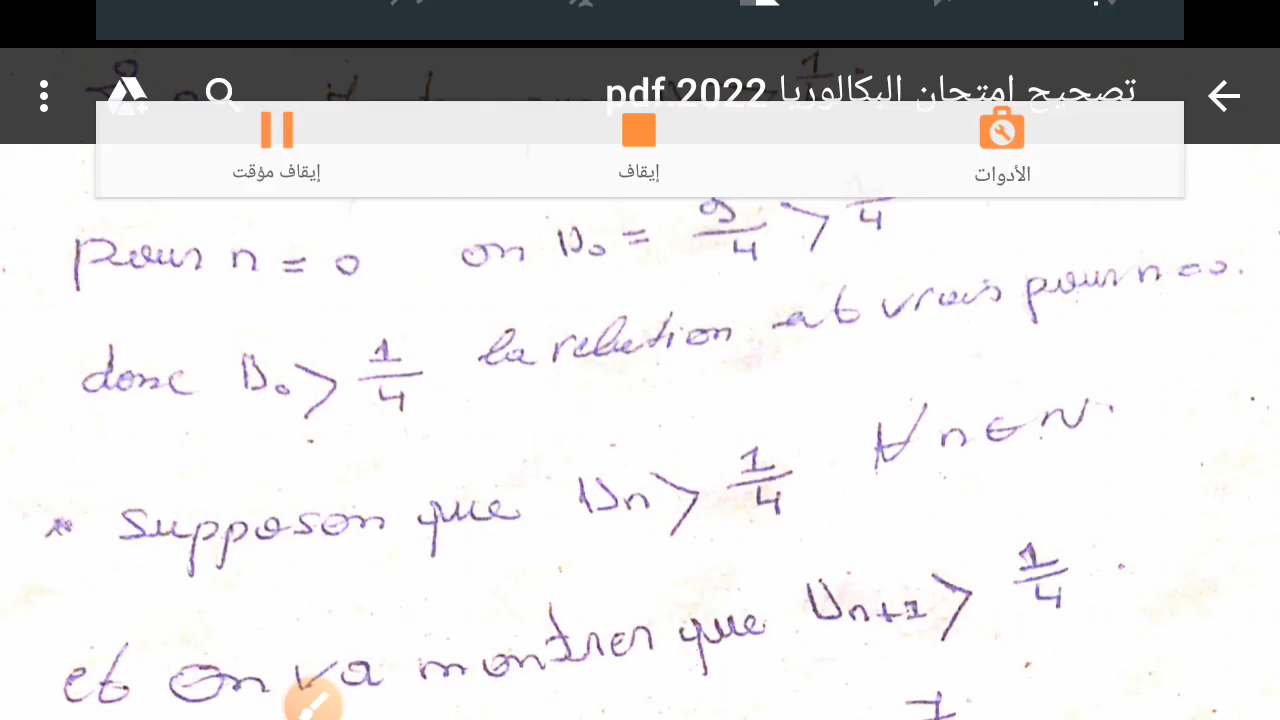 تصحيح امتحان البكالوريا 2022.pdf
إيقاف مؤقت
إيقاف
الأدوات
pour n = 0 on U₀ = 9/4 > 1/4
donc U₀ > 1/4 la relation est vrais pour n=0.
* Supposon que Un > 1/4 ∀ n ∈ N.
et On va montrer que Un+1 > 1/4.